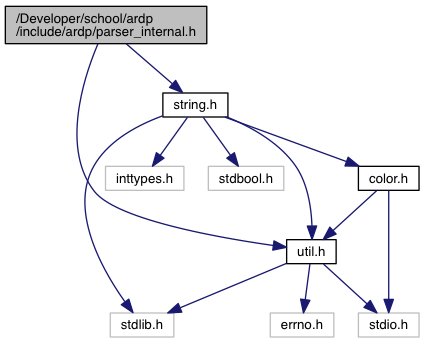 /Developer/school/ardp
/include/ardp/parser_internal.h
string.h
inttypes.h
stdbool.h
color.h
util.h
stdlib.h
errno.h
stdio.h